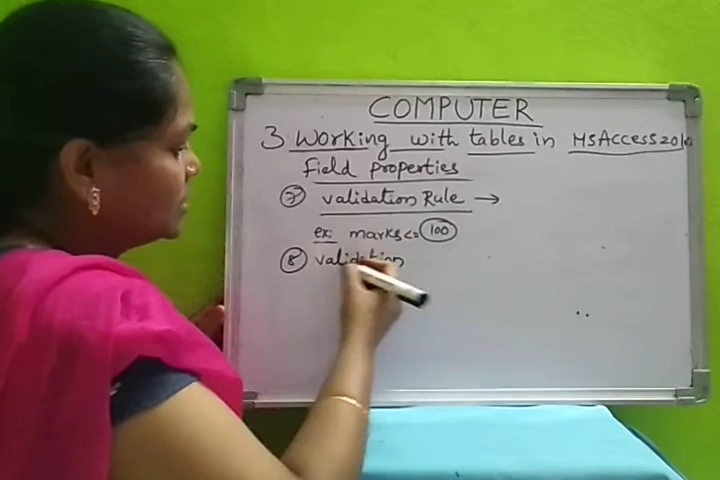 COMPUTER
3 Working with tables in MSAccess2010
Field properties
7 validation Rule →
ex: marks<=100
8 validation